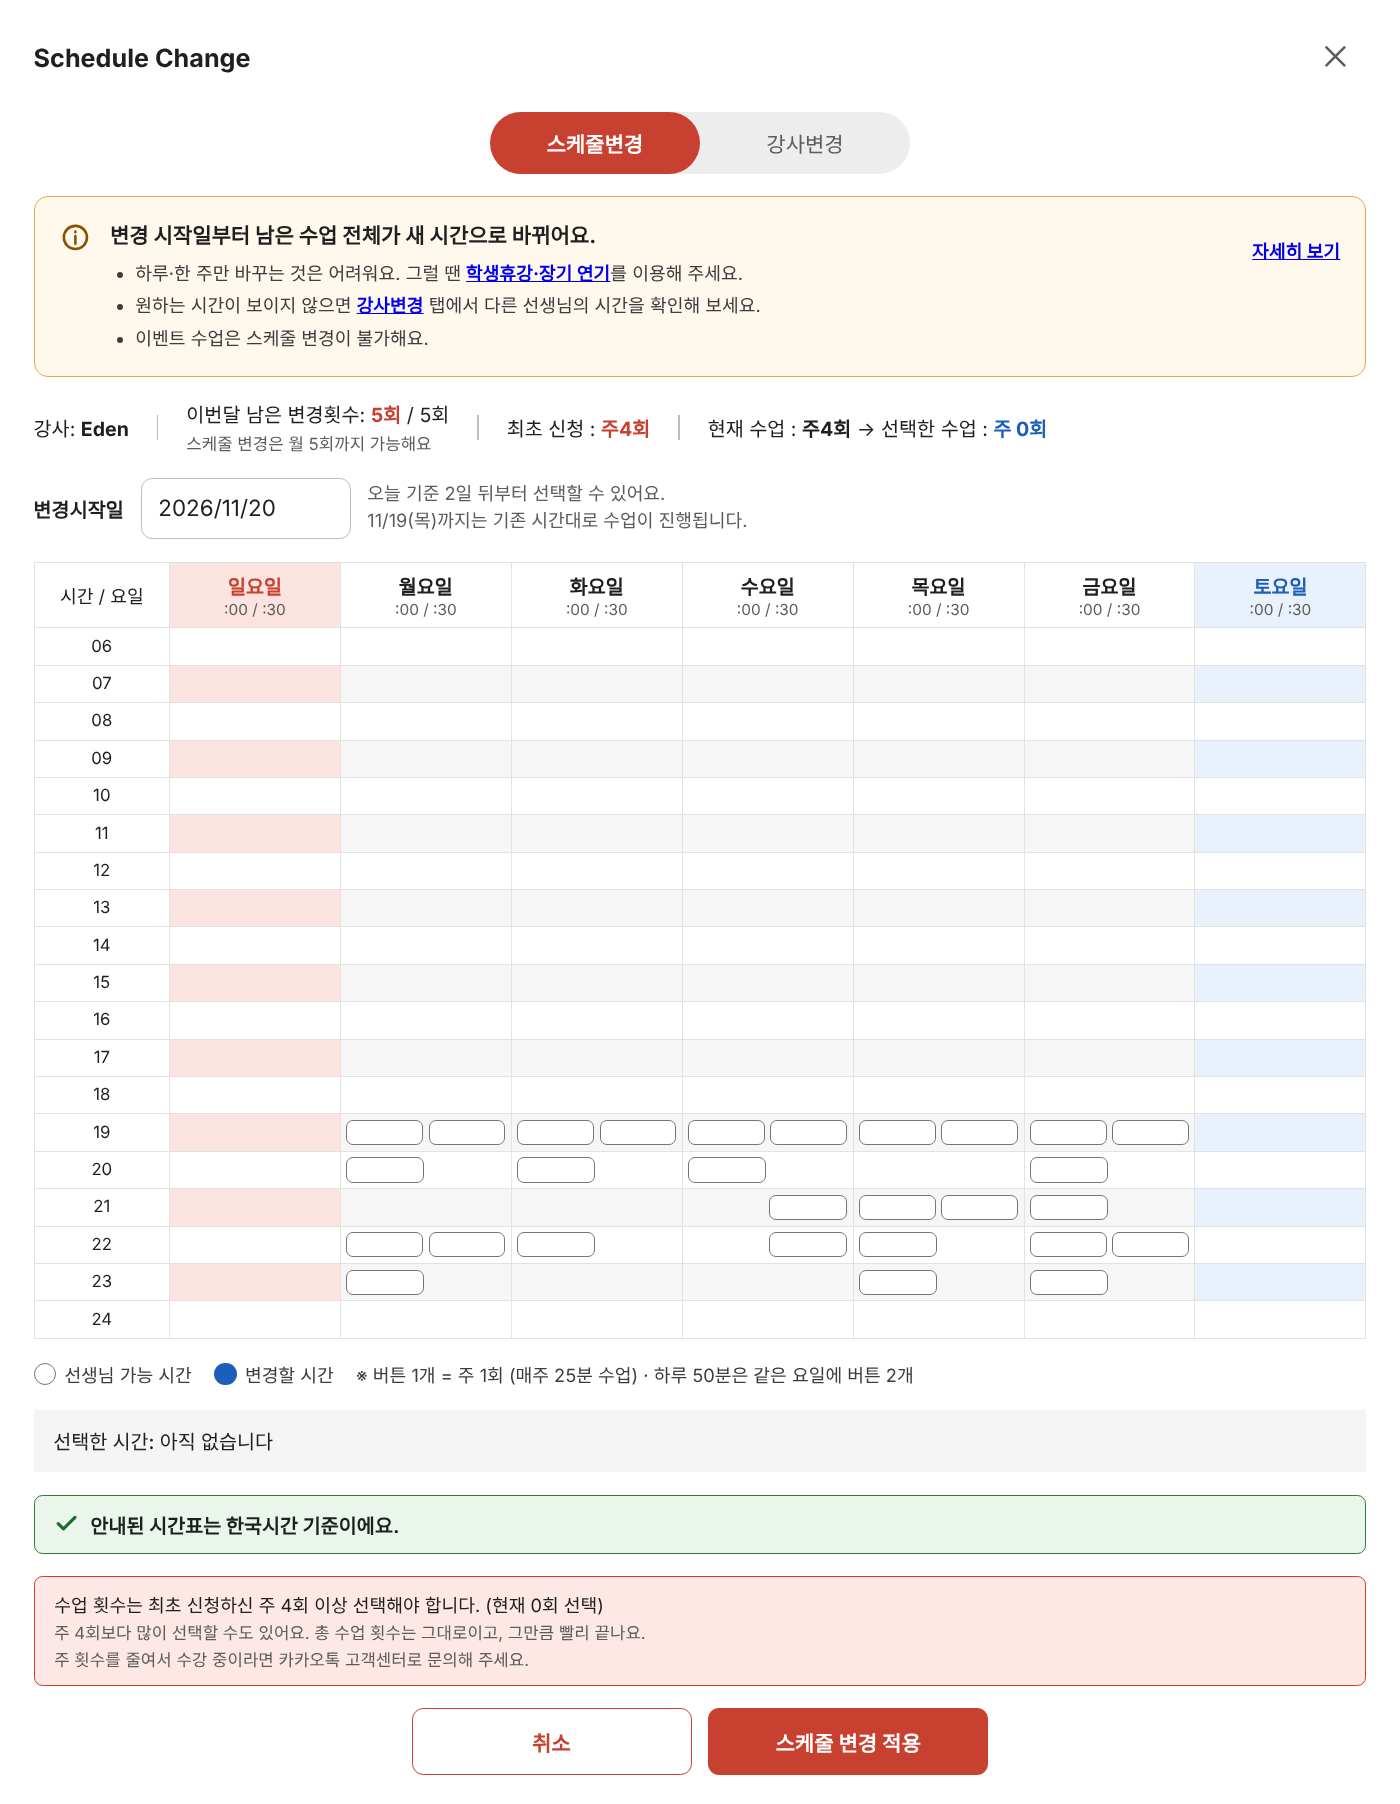 Schedule Change
스케줄변경 강사변경
변경 시작일부터 남은 수업 전체가 새 시간으로 바뀌어요.
자세히 보기
하루·한 주만 바꾸는 것은 어려워요. 그럴 땐 학생휴강·장기 연기를 이용해 주세요.
원하는 시간이 보이지 않으면 강사변경 탭에서 다른 선생님의 시간을 확인해 보세요.
이벤트 수업은 스케줄 변경이 불가해요.
강사: Eden
이번달 남은 변경횟수: 5회 / 5회
스케줄 변경은 월 5회까지 가능해요
최초 신청 : 주4회
현재 수업 : 주4회 → 선택한 수업 : 주 0회
변경시작일
2026/11/20
오늘 기준 2일 뒤부터 선택할 수 있어요.
11/19(목)까지는 기존 시간대로 수업이 진행됩니다.
시간 / 요일 일요일 월요일 화요일 수요일 목요일 금요일 토요일
:00 / :30 :00 / :30 :00 / :30 :00 / :30 :00 / :30 :00 / :30 :00 / :30
06
07
08
09
10
11
12
13
14
15
16
17
18
19
20
21
22
23
24
선생님 가능 시간 변경할 시간 ※ 버튼 1개 = 주 1회 (매주 25분 수업) · 하루 50분은 같은 요일에 버튼 2개
선택한 시간: 아직 없습니다
안내된 시간표는 한국시간 기준이에요.
수업 횟수는 최초 신청하신 주 4회 이상 선택해야 합니다. (현재 0회 선택)
주 4회보다 많이 선택할 수도 있어요. 총 수업 횟수는 그대로이고, 그만큼 빨리 끝나요.
주 횟수를 줄여서 수강 중이라면 카카오톡 고객센터로 문의해 주세요.
취소 스케줄 변경 적용